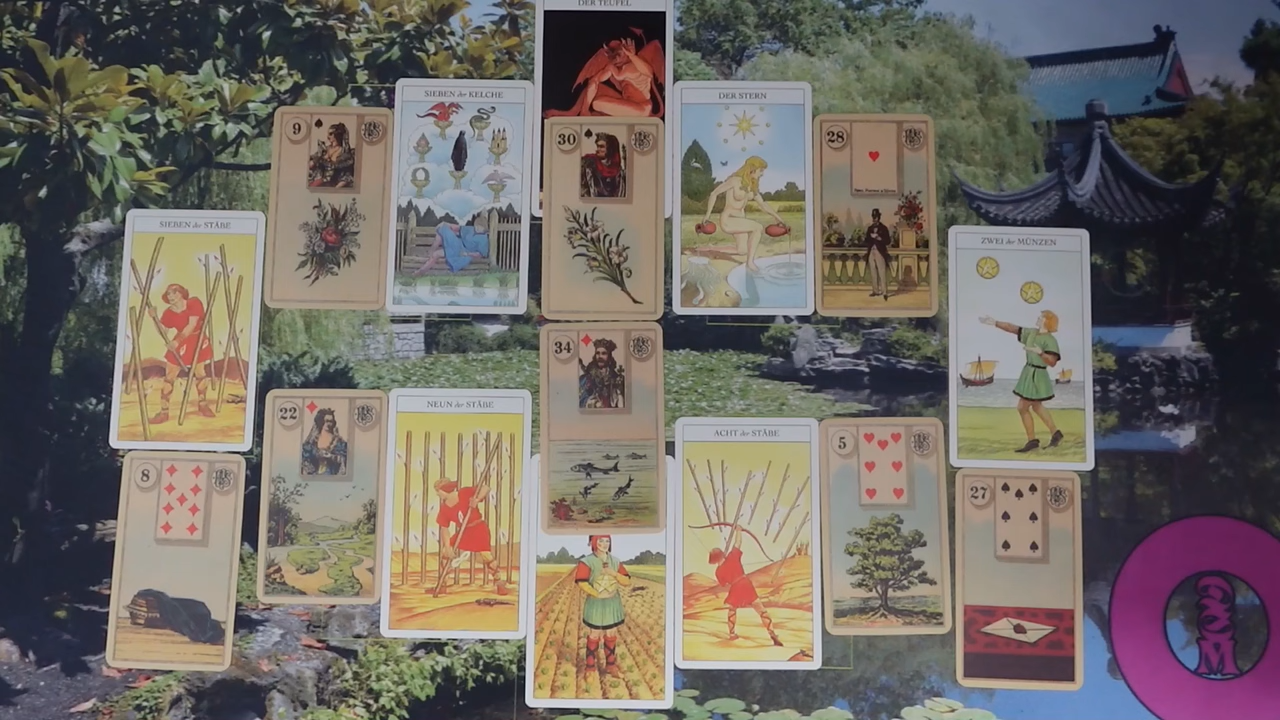 DER TEUFEL
SIEBEN der KELCHE
DER STERN
9
30
28
SIEBEN der STÄBE
ZWEI der MÜNZEN
34
22
NEUN der STÄBE
ACHT der STÄBE
5
8
27